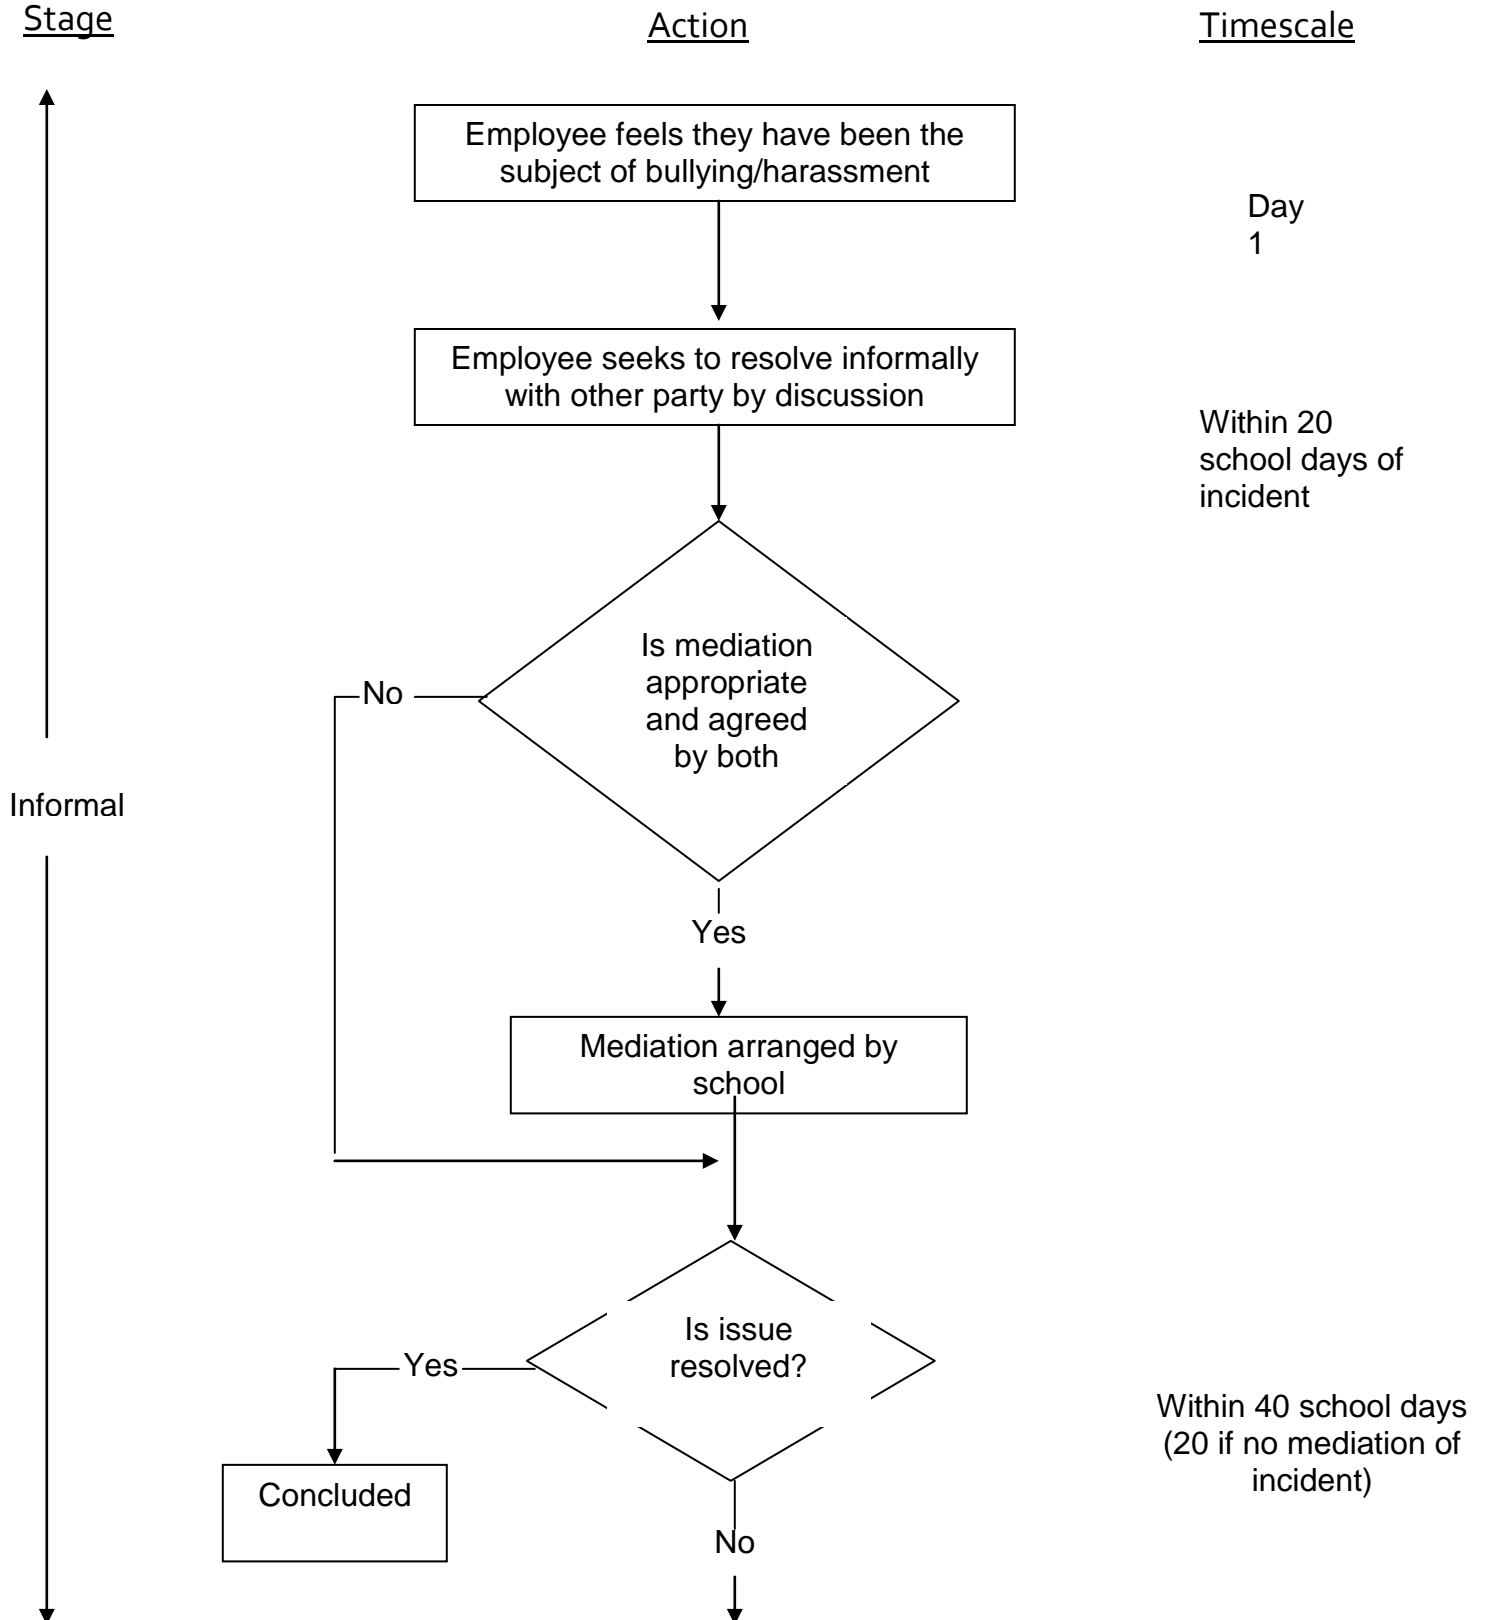 Stage
Action
Timescale
Employee feels they have been the
subject of bullying/harassment
Day
1
Employee seeks to resolve informally
with other party by discussion
Within 20
school days of
incident
Is mediation
appropriate
and agreed
by both
No
Informal
Yes
Mediation arranged by
school
Is issue
resolved?
Yes
Within 40 school days
(20 if no mediation of
incident)
Concluded
No